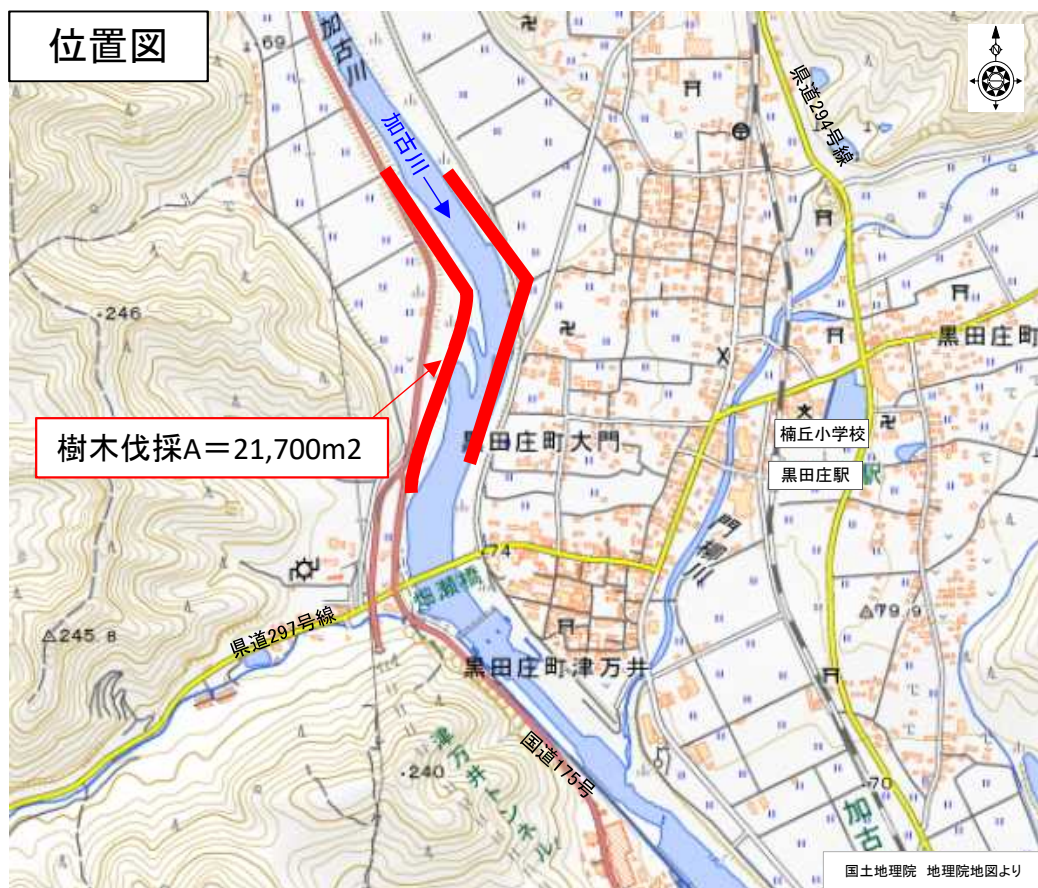 位置図
N
69
加古川
加古川
県道294号線
246
黒田庄町
樹木伐採A＝21,700m2
黒田庄町大門
楠丘小学校
黒田庄駅
駅
門柳川
74
畑瀬橋
県道297号線
245.8
79.9
黒田庄町津万井
国道175号
240
津万井トンネル
70
加古
国土地理院 地理院地図より